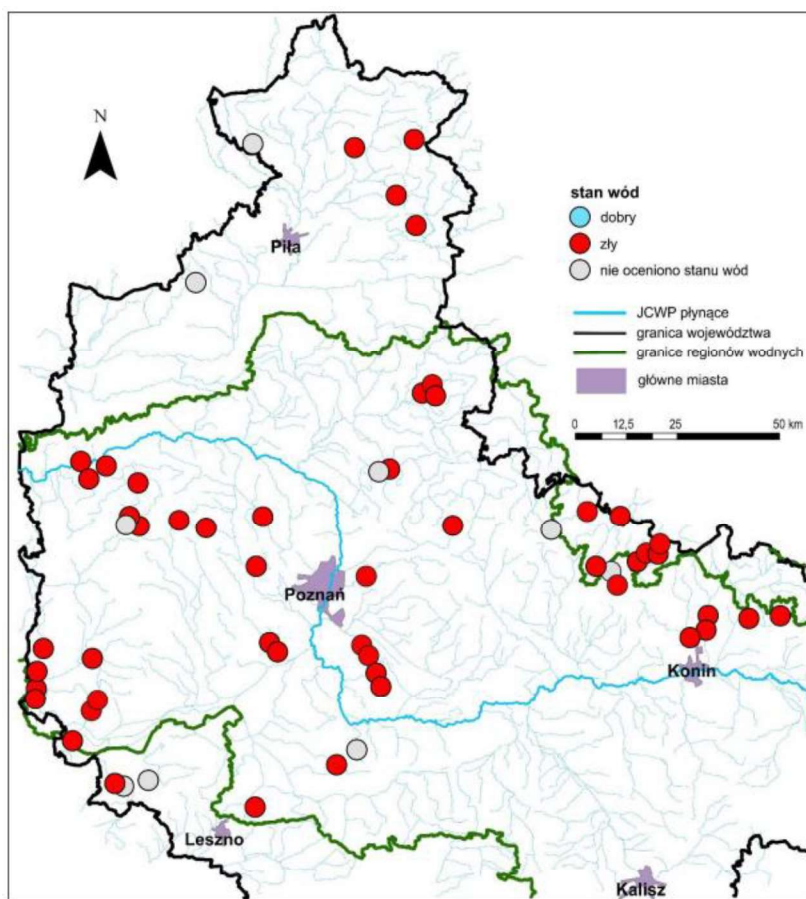 N
stan wód
dobry
zły
nie oceniono stanu wód
JCWP płynące
granica województwa
granice regionów wodnych
główne miasta
0 12,5 25 50 km
Piła
Poznań
Konin
Leszno
Kalisz